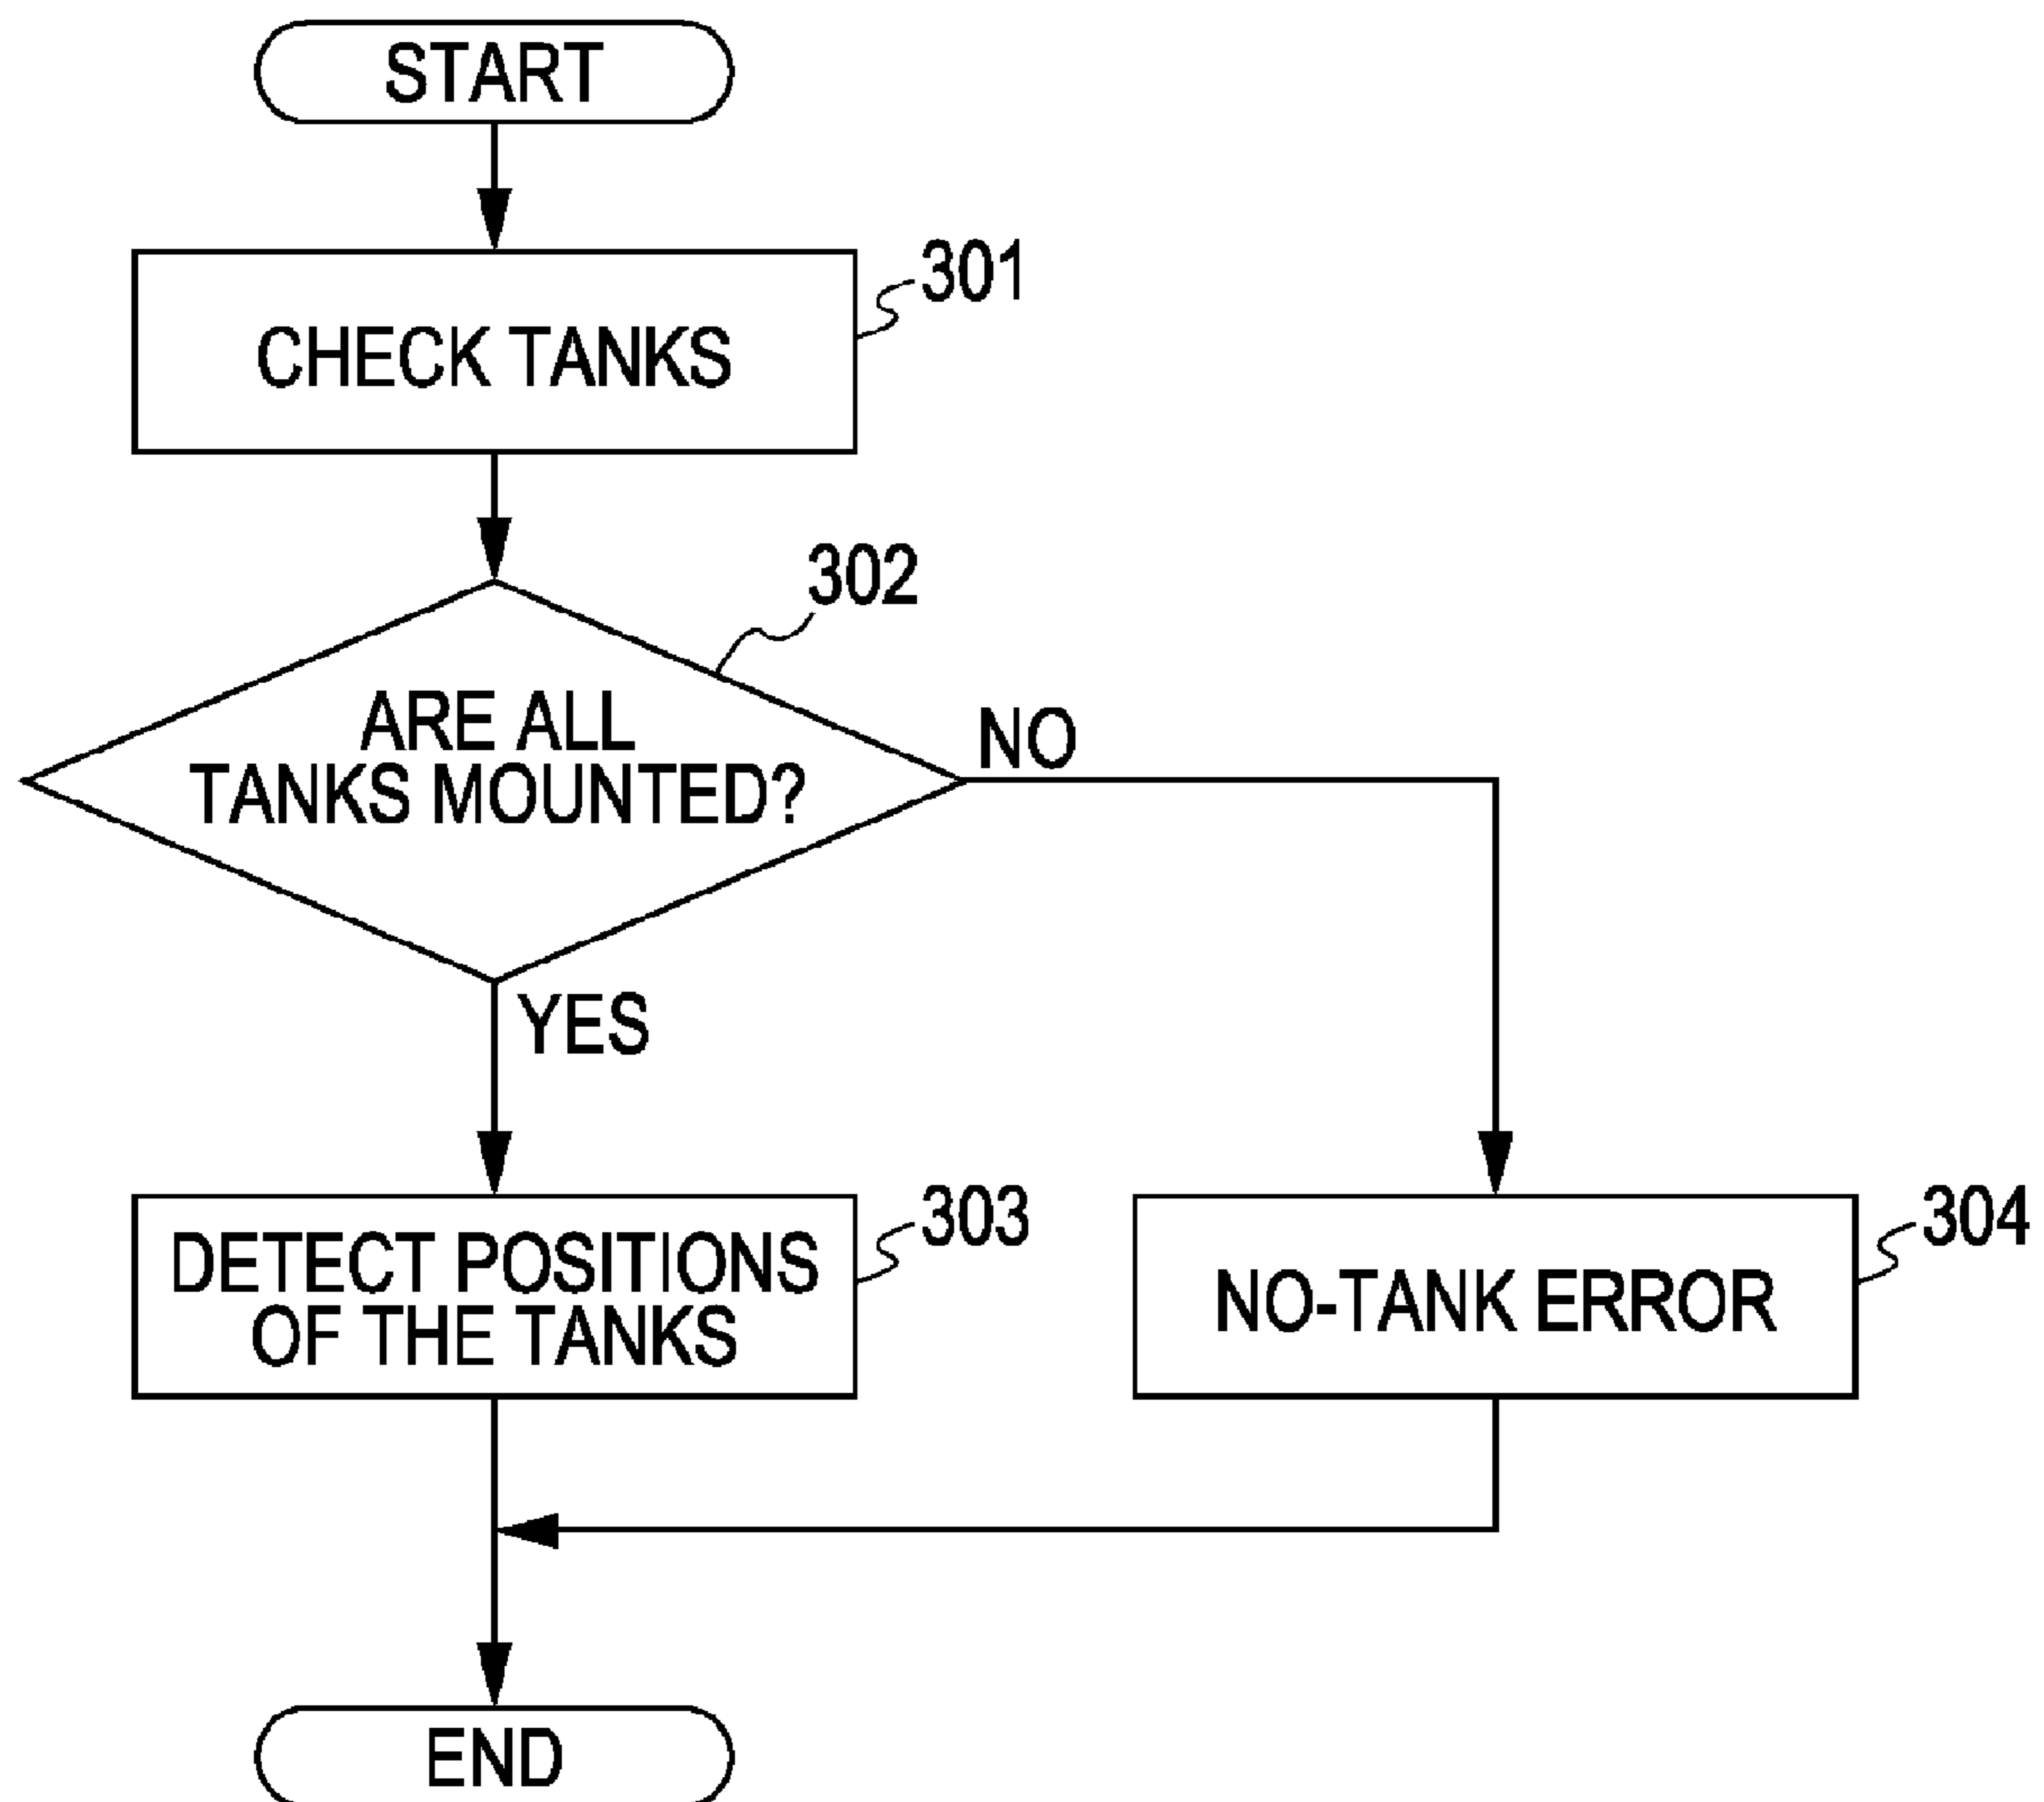 START
301
CHECK TANKS
302
ARE ALL
TANKS MOUNTED?
NO
YES
303
DETECT POSITIONS
OF THE TANKS
304
NO-TANK ERROR
END